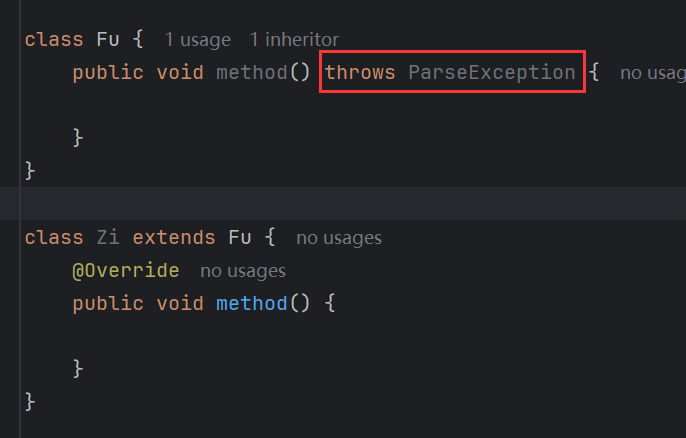 class Fu { 1 usage 1 inheritor
public void method() throws ParseException { no usag
}
}
class Zi extends Fu { no usages
@Override no usages
public void method() {
}
}